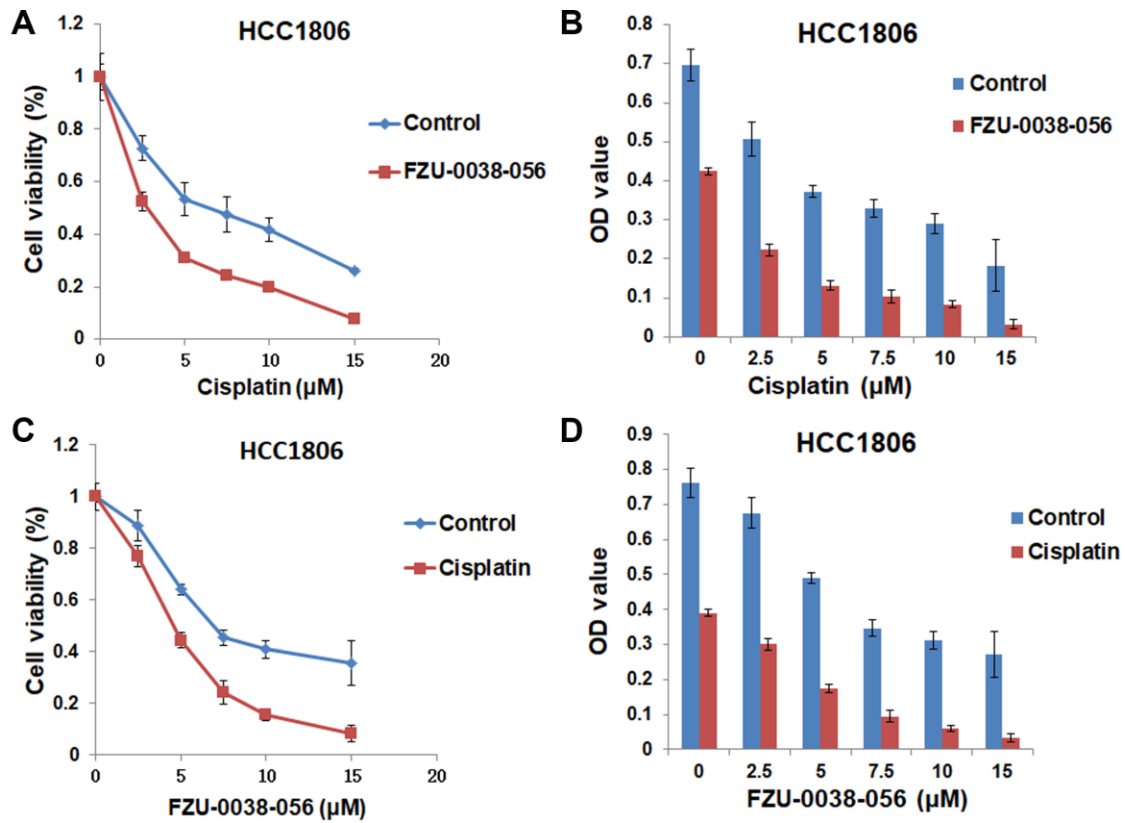 A
HCC1806
Cell viability (%)
1.2
1
0.8
0.6
0.4
0.2
0
0 5 10 15 20
Cisplatin (µM)
Control
FZU-0038-056
B
HCC1806
OD value
0.8
0.7
0.6
0.5
0.4
0.3
0.2
0.1
0
0 2.5 5 7.5 10 15
Cisplatin (µM)
Control
FZU-0038-056
C
HCC1806
Cell viability (%)
1.2
1
0.8
0.6
0.4
0.2
0
0 5 10 15 20
FZU-0038-056 (µM)
Control
Cisplatin
D
HCC1806
OD value
0.9
0.8
0.7
0.6
0.5
0.4
0.3
0.2
0.1
0
0 2.5 5 7.5 10 15
FZU-0038-056 (µM)
Control
Cisplatin